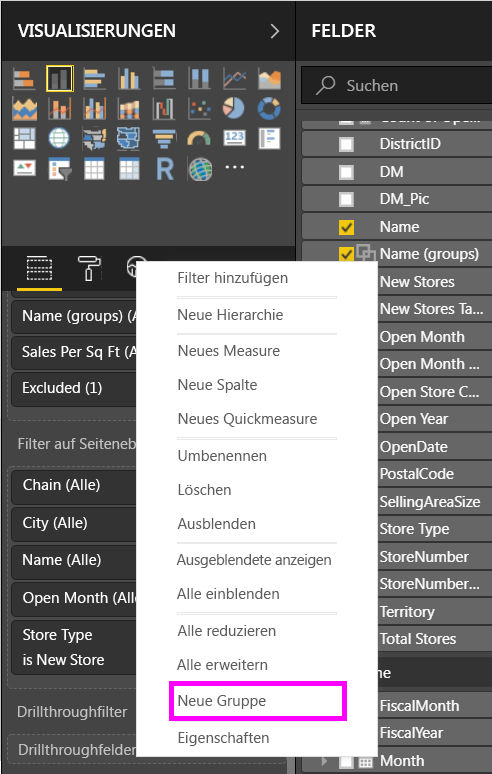 VISUALISIERUNGEN
Name (groups) (A
Sales Per Sq Ft (A
Excluded (1)
Filter auf Seiteneb
Chain (Alle)
City (Alle)
Name (Alle)
Open Month (Alle
Store Type
is New Store
Drillthroughfilter
Drillthroughfelder
Filter hinzufügen
Neue Hierarchie
Neues Measure
Neue Spalte
Neues Quickmeasure
Umbenennen
Löschen
Ausblenden
Ausgeblendete anzeigen
Alle einblenden
Alle reduzieren
Alle erweitern
Neue Gruppe
Eigenschaften
FELDER
Suchen
DistrictID
DM
DM_Pic
Name
Name (groups)
New Stores
New Stores Ta...
Open Month
Open Month ...
Open Store C...
Open Year
OpenDate
PostalCode
SellingAreaSize
Store Type
StoreNumber
StoreNumber...
Territory
Total Stores
ne
FiscalMonth
FiscalYear
Month